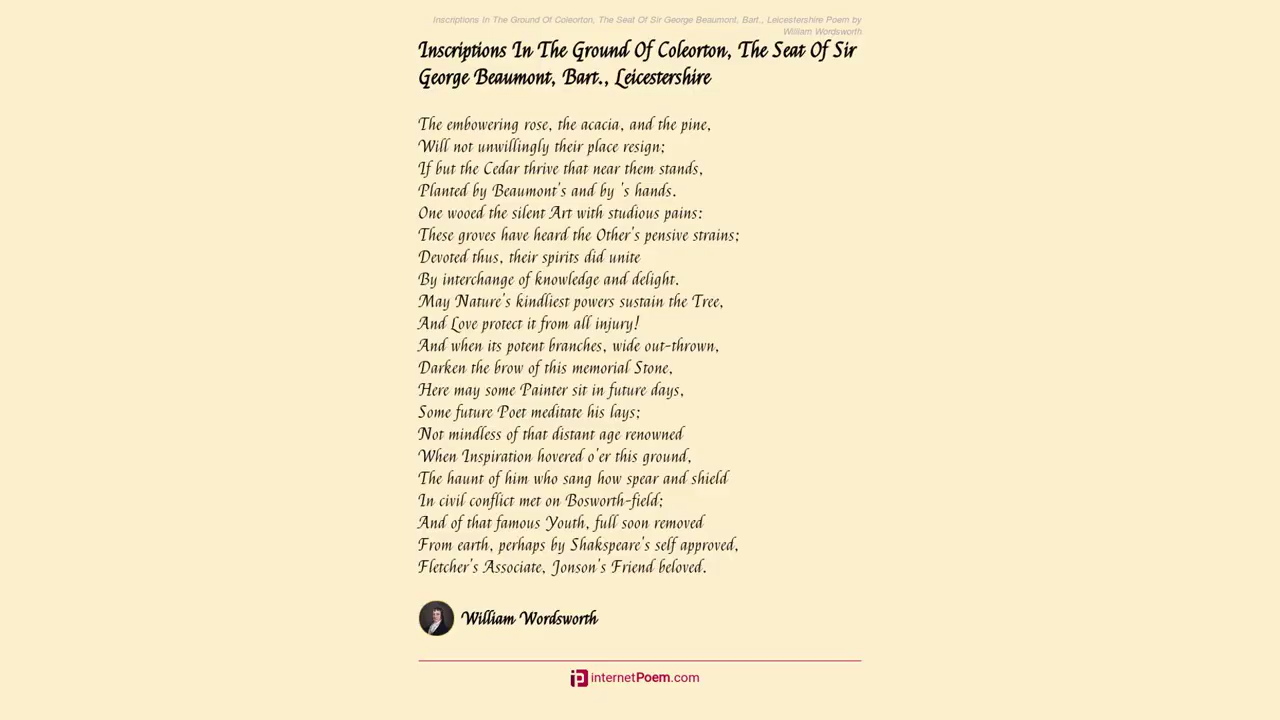 Inscriptions In The Ground Of Coleorton, The Seat Of Sir George Beaumont, Bart., Leicestershire Poem by
William Wordsworth
Inscriptions In The Ground Of Coleorton, The Seat Of Sir
George Beaumont, Bart., Leicestershire
The embowering rose, the acacia, and the pine,
Will not unwillingly their place resign;
If but the Cedar thrive that near them stands,
Planted by Beaumont's and by 's hands.
One wooed the silent Art with studious pains:
These groves have heard the Other's pensive strains;
Devoted thus, their spirits did unite
By interchange of knowledge and delight.
May Nature's kindliest powers sustain the Tree,
And Love protect it from all injury!
And when its potent branches, wide out-thrown,
Darken the brow of this memorial Stone,
Here may some Painter sit in future days,
Some future Poet meditate his lays;
Not mindless of that distant age renowned
When Inspiration hovered o'er this ground,
The haunt of him who sang how spear and shield
In civil conflict met on Bosworth-field;
And of that famous Youth, full soon removed
From earth, perhaps by Shakspeare's self approved,
Fletcher's Associate, Jonson's Friend beloved.
William Wordsworth
ip internetPoem.com